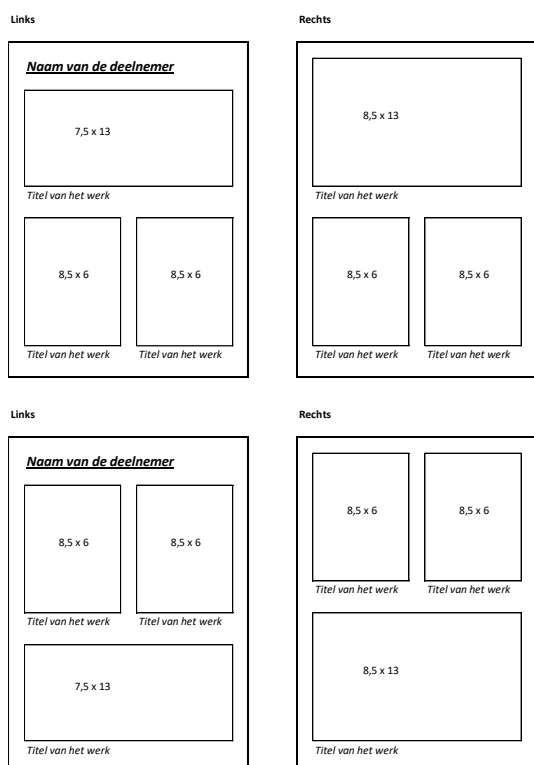 Links
Rechts
Naam van de deelnemer
7,5 x 13
8,5 x 13
Titel van het werk
Titel van het werk
8,5 x 6
8,5 x 6
8,5 x 6
8,5 x 6
Titel van het werk
Titel van het werk
Titel van het werk
Titel van het werk
Links
Rechts
Naam van de deelnemer
8,5 x 6
8,5 x 6
8,5 x 6
8,5 x 6
Titel van het werk
Titel van het werk
Titel van het werk
Titel van het werk
7,5 x 13
8,5 x 13
Titel van het werk
Titel van het werk